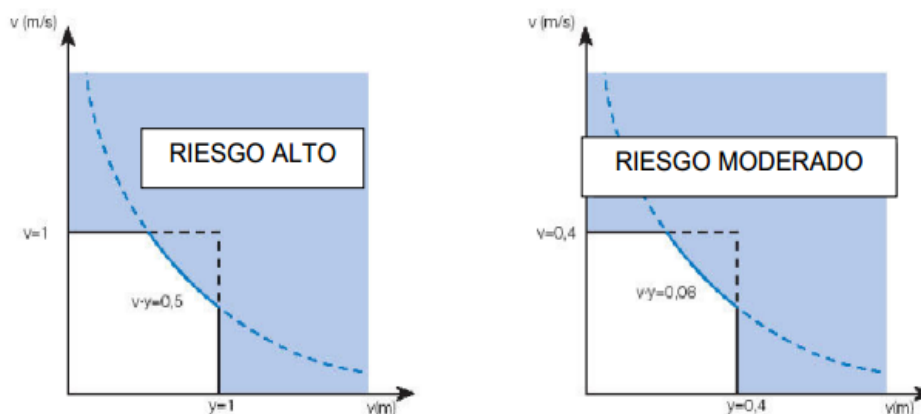 v (m/s)
RIESGO ALTO
v=1
v·y=0,5
y=1
y(m)
v (m/s)
RIESGO MODERADO
v=0,4
v·y=0,08
y=0,4
y(m)